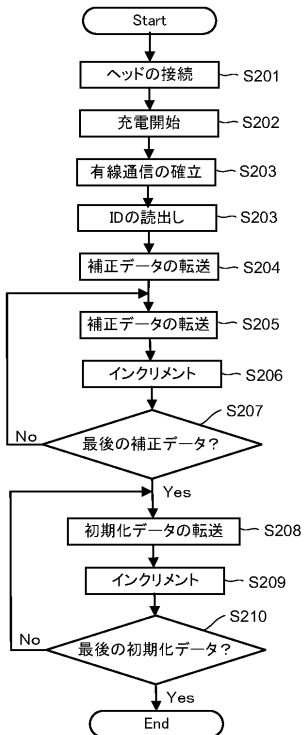 Start
ヘッドの接続
S201
充電開始
S202
有線通信の確立
S203
IDの読出し
S203
補正データの転送
S204
補正データの転送
S205
インクリメント
S206
S207
最後の補正データ？
No
Yes
初期化データの転送
S208
インクリメント
S209
S210
最後の初期化データ？
No
Yes
End